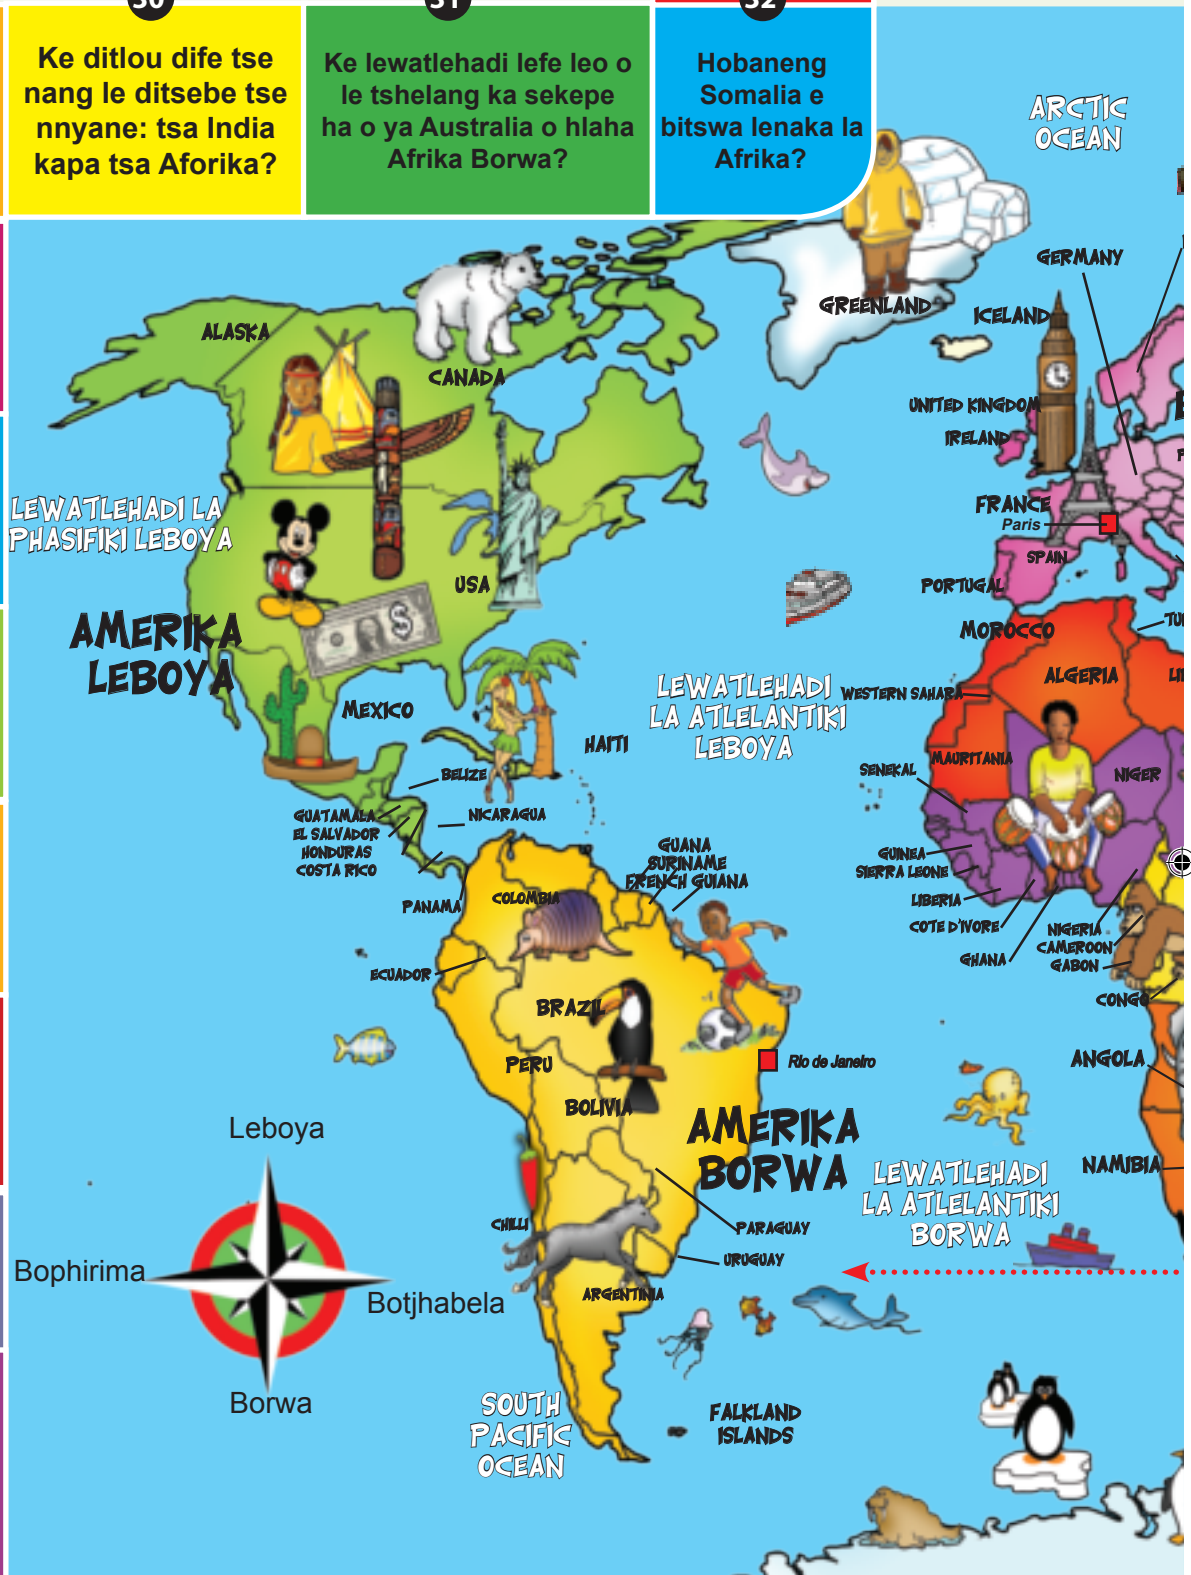 30
Ke ditlou dife tse
nang le ditsebe tse
nnyane: tsa India
kapa tsa Aforika?
31
Ke lewatlehadi lefe leo o
le tshelang ka sekepe
ha o ya Australia o hlaha
Afrika Borwa?
32
Hobaneng
Somalia e
bitswa lenaka la
Afrika?
ARCTIC
OCEAN
GERMANY
GREENLAND
ICELAND
ALASKA
CANADA
UNITED KINGDOM
IRELAND
LEWATLEHADI LA
PHASIFIKI LEBOYA
FRANCE
Paris
SPAIN
PORTUGAL
USA
AMERIKA
LEBOYA
MOROCCO
ALGERIA
LEWATLEHADI
LA ATLELANTIKI
LEBOYA
WESTERN SAHARA
MEXICO
HAITI
MAURITANIA
SENEKAL
NIGER
BELIZE
GUATAMALA
EL SALVADOR
HONDURAS
COSTA RICO
NICARAGUA
GUANA
SURINAME
FRENCH GUIANA
GUINEA
SIERRA LEONE
LIBERIA
COTE D'IVORE
GHANA
NIGERIA
CAMEROON
GABON
CONGO
PANAMA
COLOMBIA
ECUADOR
BRAZIL
PERU
BOLIVIA
Rio de Janeiro
ANGOLA
AMERIKA
BORWA
NAMIBIA
LEWATLEHADI
LA ATLELANTIKI
BORWA
Leboya
Bophirima
Botjhabela
Borwa
CHILLI
PARAGUAY
URUGUAY
ARGENTINIA
SOUTH
PACIFIC
OCEAN
FALKLAND
ISLANDS